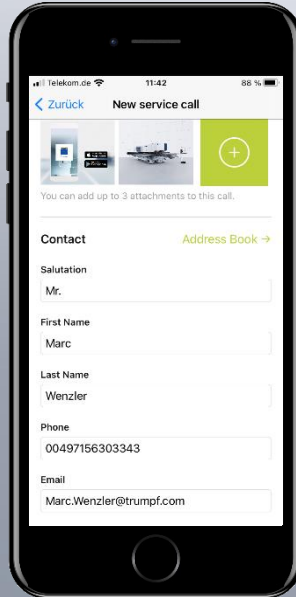 Telekom.de 11:42 88 %
Zurück New service call
You can add up to 3 attachments to this call.
Contact Address Book →
Salutation
Mr.
First Name
Marc
Last Name
Wenzler
Phone
00497156303343
Email
Marc.Wenzler@trumpf.com